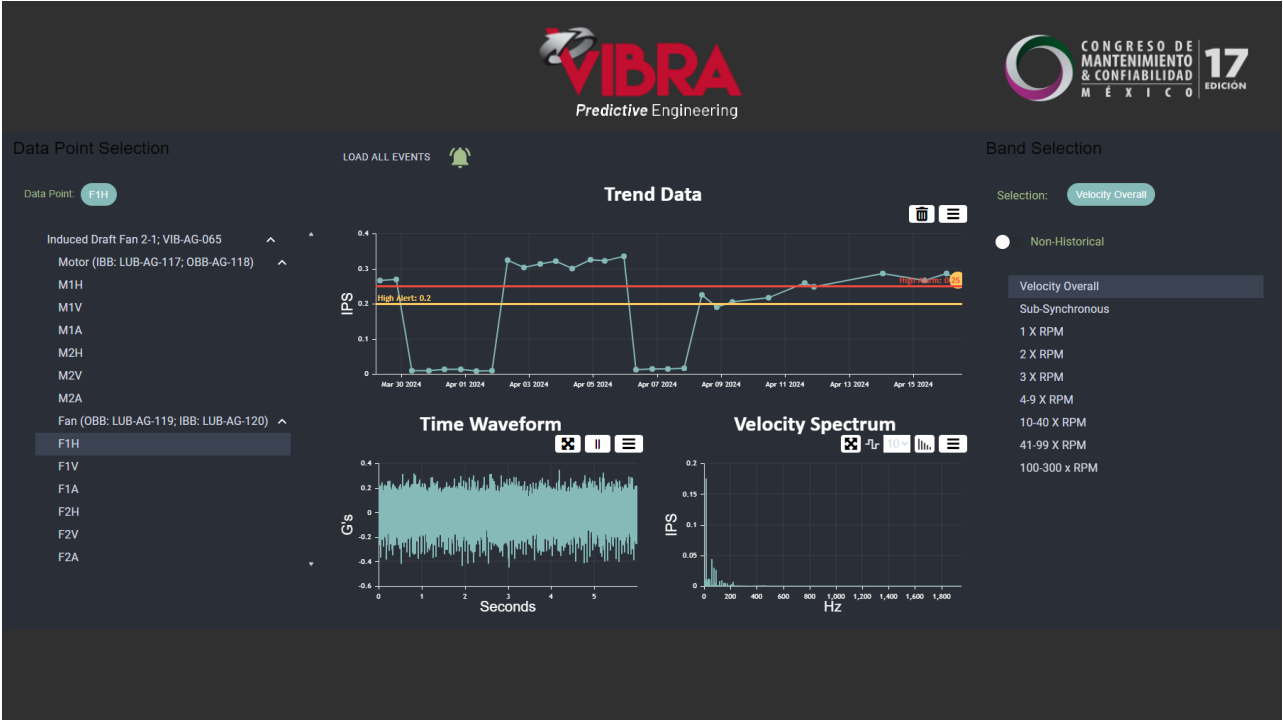 VIBRA
Predictive Engineering
CONGRESO DE
MANTENIMIENTO
& CONFIABILIDAD
MÉXICO
17
EDICIÓN
Data Point Selection
Data Point: F1H
Induced Draft Fan 2-1; VIB-AG-065
Motor (IBB: LUB-AG-117; OBB-AG-118)
M1H
M1V
M1A
M2H
M2V
M2A
Fan (OBB: LUB-AG-119; IBB: LUB-AG-120)
F1H
F1V
F1A
F2H
F2V
F2A
LOAD ALL EVENTS
Trend Data
IPS
0.4
0.3
0.2
0.1
0
High Alarm: 0.25
High Alert: 0.2
Mar 30 2024 Apr 01 2024 Apr 03 2024 Apr 05 2024 Apr 07 2024 Apr 09 2024 Apr 11 2024 Apr 13 2024 Apr 15 2024
Time Waveform
G's
0.4
0.2
0
-0.2
-0.4
-0.6
0 1 2 3 4 5
Seconds
Velocity Spectrum
10
IPS
0.2
0.15
0.1
0.05
0
0 200 400 600 800 1,000 1,200 1,400 1,600 1,800
Hz
Band Selection
Selection: Velocity Overall
Non-Historical
Velocity Overall
Sub-Synchronous
1 X RPM
2 X RPM
3 X RPM
4-9 X RPM
10-40 X RPM
41-99 X RPM
100-300 x RPM